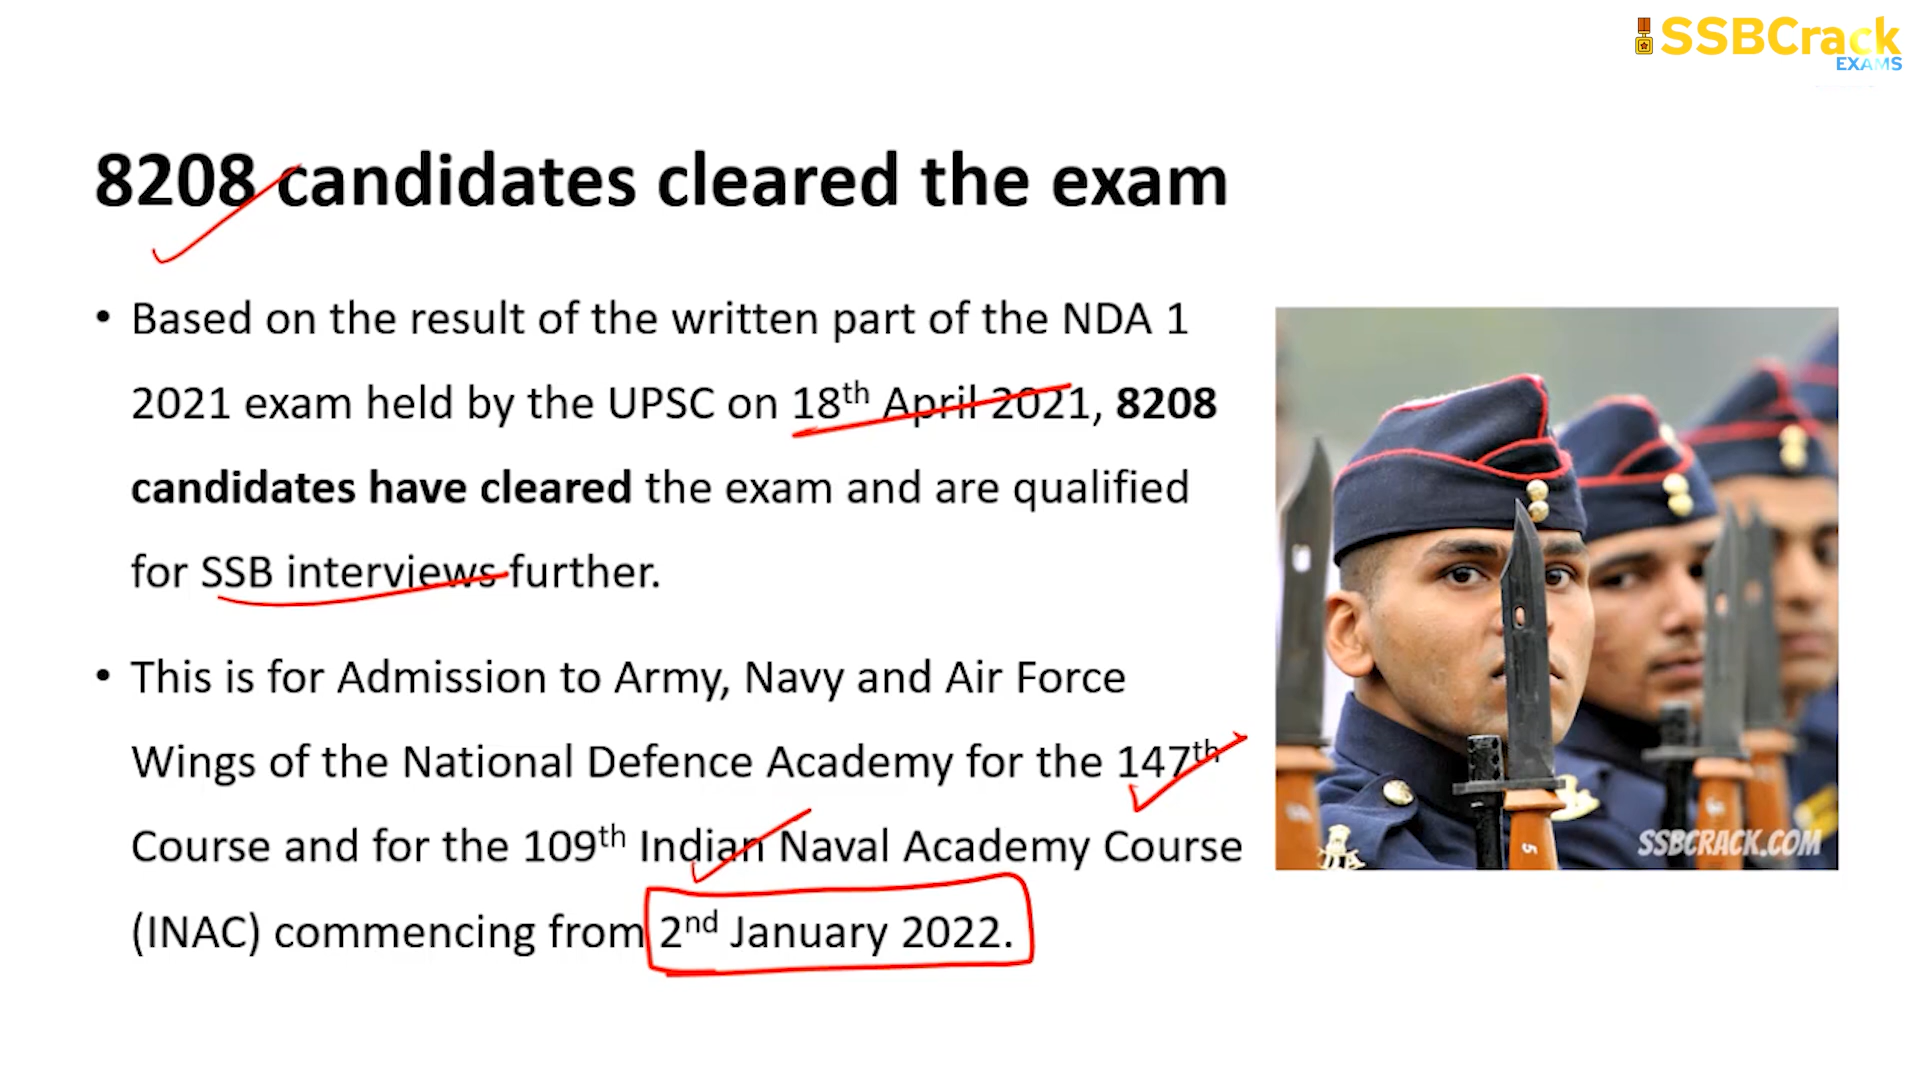 SSBCrack
EXAMS
8208 candidates cleared the exam
• Based on the result of the written part of the NDA 1
2021 exam held by the UPSC on 18th April 2021, 8208
candidates have cleared the exam and are qualified
for SSB interviews further.
• This is for Admission to Army, Navy and Air Force
Wings of the National Defence Academy for the 147th
Course and for the 109th Indian Naval Academy Course
(INAC) commencing from 2nd January 2022.
5
SSBCRACK.COM